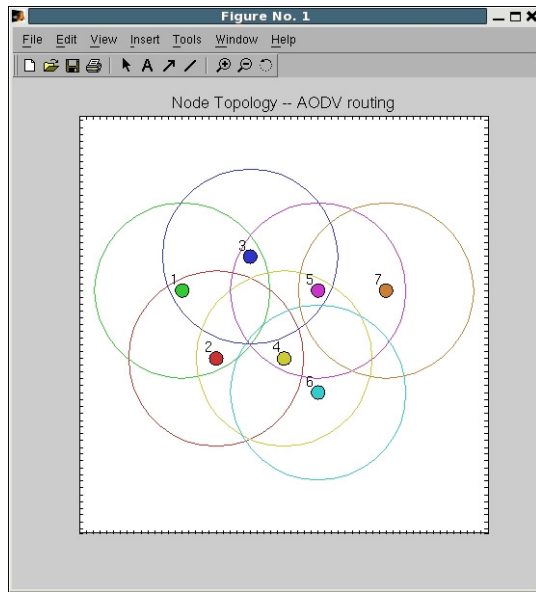 Figure No. 1
File Edit View Insert Tools Window Help
A
Node Topology -- AODV routing
3
1
5
7
2
4
6